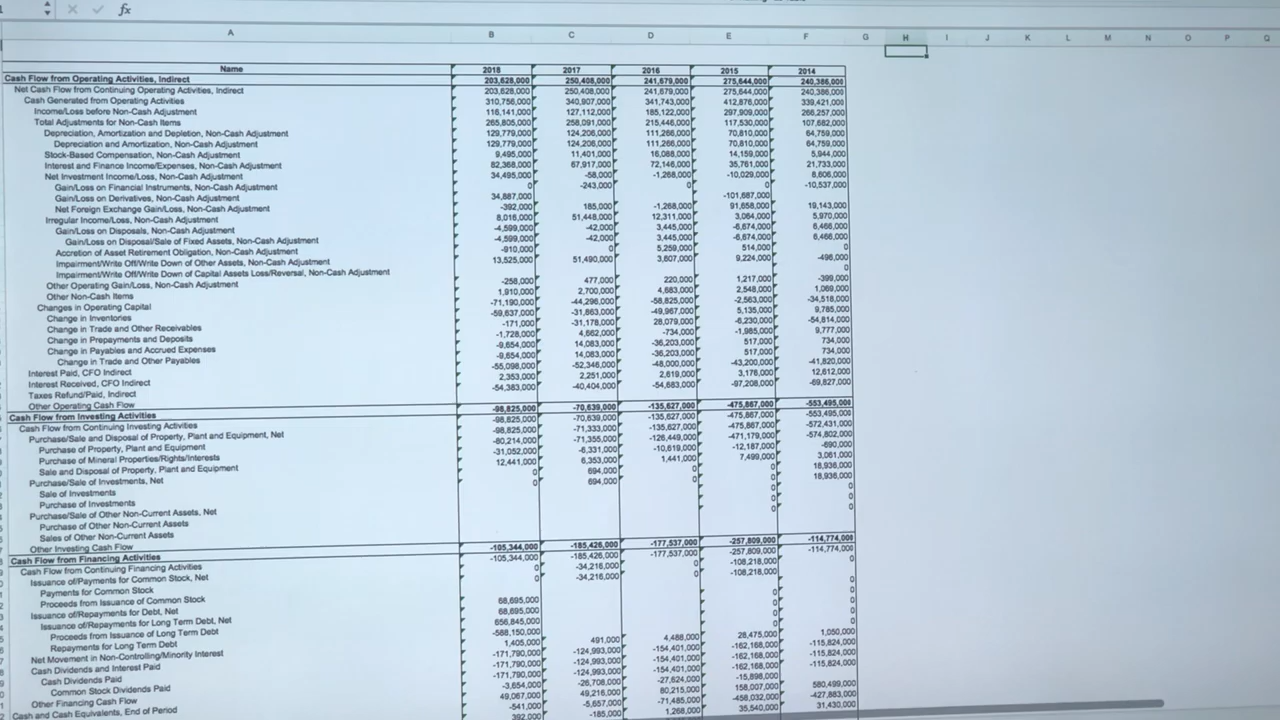 fx
A B C D E F G H I J K L M N O P Q
Name 2018 2017 2016 2015 2014
Cash Flow from Operating Activities, Indirect 203,628,000 250,408,000 241,679,000 275,644,000 240,386,000
Net Cash Flow from Continuing Operating Activities, Indirect 203,628,000 250,408,000 241,679,000 275,644,000 240,386,000
Cash Generated from Operating Activities 310,756,000 340,907,000 341,743,000 412,876,000 339,421,000
Income/Loss before Non-Cash Adjustment 116,141,000 127,112,000 185,122,000 297,909,000 266,257,000
Total Adjustments for Non-Cash Items 265,805,000 258,091,000 215,446,000 117,530,000 107,682,000
Depreciation, Amortization and Depletion, Non-Cash Adjustment 129,779,000 124,206,000 111,266,000 70,810,000 64,759,000
Depreciation and Amortization, Non-Cash Adjustment 129,779,000 124,206,000 111,266,000 70,810,000 64,759,000
Stock-Based Compensation, Non-Cash Adjustment 9,495,000 11,401,000 16,088,000 14,159,000 5,944,000
Interest and Finance Income/Expenses, Non-Cash Adjustment 82,368,000 67,917,000 72,146,000 35,761,000 21,733,000
Net Investment Income/Loss, Non-Cash Adjustment 34,495,000 -58,000 -1,268,000 -10,029,000 8,606,000
Gain/Loss on Financial Instruments, Non-Cash Adjustment 0 -243,000 0 0 -10,537,000
Gain/Loss on Derivatives, Non-Cash Adjustment 34,887,000 -101,687,000
Net Foreign Exchange Gain/Loss, Non-Cash Adjustment -392,000 185,000 -1,268,000 91,658,000 19,143,000
Irregular Income/Loss, Non-Cash Adjustment 8,016,000 51,448,000 12,311,000 3,064,000 5,970,000
Gain/Loss on Disposals, Non-Cash Adjustment -4,599,000 -42,000 3,445,000 -6,674,000 6,466,000
Gain/Loss on Disposal/Sale of Fixed Assets, Non-Cash Adjustment -4,599,000 -42,000 3,445,000 -6,674,000 6,466,000
Accretion of Asset Retirement Obligation, Non-Cash Adjustment -910,000 0 5,259,000 514,000 0
Impairment/Write Off/Write Down of Other Assets, Non-Cash Adjustment 13,525,000 51,490,000 3,607,000 9,224,000 -496,000
Impairment/Write Off/Write Down of Capital Assets Loss/Reversal, Non-Cash Adjustment 0
Other Operating Gain/Loss, Non-Cash Adjustment -258,000 477,000 220,000 1,217,000 -399,000
Other Non-Cash Items 1,910,000 2,700,000 4,683,000 2,548,000 1,069,000
Changes in Operating Capital -71,190,000 -44,296,000 -58,825,000 -2,563,000 -34,518,000
Change in Inventories -59,637,000 -31,863,000 -49,967,000 5,135,000 9,785,000
Change in Trade and Other Receivables -171,000 -31,178,000 28,079,000 -6,230,000 -54,814,000
Change in Prepayments and Deposits -1,728,000 4,662,000 -734,000 -1,985,000 9,777,000
Change in Payables and Accrued Expenses -9,654,000 14,083,000 -36,203,000 517,000 734,000
Change in Trade and Other Payables -9,654,000 14,083,000 -36,203,000 517,000 734,000
Interest Paid, CFO Indirect -55,098,000 -52,346,000 -48,000,000 -43,200,000 -41,820,000
Interest Received, CFO Indirect 2,353,000 2,251,000 2,619,000 3,176,000 12,612,000
Taxes Refund/Paid, Indirect -54,383,000 -40,404,000 -54,683,000 -97,208,000 -69,827,000
Other Operating Cash Flow
Cash Flow from Investing Activities -98,825,000 -70,639,000 -135,627,000 -475,867,000 -553,495,000
Cash Flow from Continuing Investing Activities -98,825,000 -70,639,000 -135,627,000 -475,867,000 -553,495,000
Purchase/Sale and Disposal of Property, Plant and Equipment, Net -98,825,000 -71,333,000 -135,627,000 -475,867,000 -572,431,000
Purchase of Property, Plant and Equipment -80,214,000 -71,355,000 -126,449,000 -471,179,000 -574,802,000
Purchase of Mineral Properties/Rights/Interests -31,052,000 -6,331,000 -10,619,000 -12,187,000 -690,000
Sale and Disposal of Property, Plant and Equipment 12,441,000 6,353,000 1,441,000 7,499,000 3,061,000
Purchase/Sale of Investments, Net 0 694,000 0 0 18,936,000
Sale of Investments 0 694,000 0 0 18,936,000
Purchase of Investments 0 0
Purchase/Sale of Other Non-Current Assets, Net 0 0
Purchase of Other Non-Current Assets 0 0
Sales of Other Non-Current Assets
Other Investing Cash Flow
Cash Flow from Financing Activities -105,344,000 -185,426,000 -177,537,000 -257,809,000 -114,774,000
Cash Flow from Continuing Financing Activities -105,344,000 -185,426,000 -177,537,000 -257,809,000 -114,774,000
Issuance of/Payments for Common Stock, Net 0 -34,216,000 0 -108,218,000 0
Payments for Common Stock 0 -34,216,000 0 -108,218,000
Proceeds from Issuance of Common Stock 0
Issuance of/Repayments for Debt, Net 68,695,000 0 0
Issuance of/Repayments for Long Term Debt, Net 68,695,000 0 0
Proceeds from Issuance of Long Term Debt 656,845,000 0 0
Repayments for Long Term Debt -588,150,000 0 0
Net Movement in Non-Controlling/Minority Interest 1,405,000 491,000 4,488,000 28,475,000 1,050,000
Cash Dividends and Interest Paid -171,790,000 -124,993,000 -154,401,000 -162,168,000 -115,824,000
Cash Dividends Paid -171,790,000 -124,993,000 -154,401,000 -162,168,000 -115,824,000
Common Stock Dividends Paid -171,790,000 -124,993,000 -154,401,000 -162,168,000 -115,824,000
Other Financing Cash Flow -3,654,000 -26,708,000 -27,624,000 -15,898,000
Cash and Cash Equivalents, End of Period 49,067,000 49,216,000 80,215,000 158,007,000 580,499,000
-541,000 -5,657,000 -71,485,000 -458,032,000 -427,883,000
392,000 -185,000 1,268,000 35,540,000 31,430,000